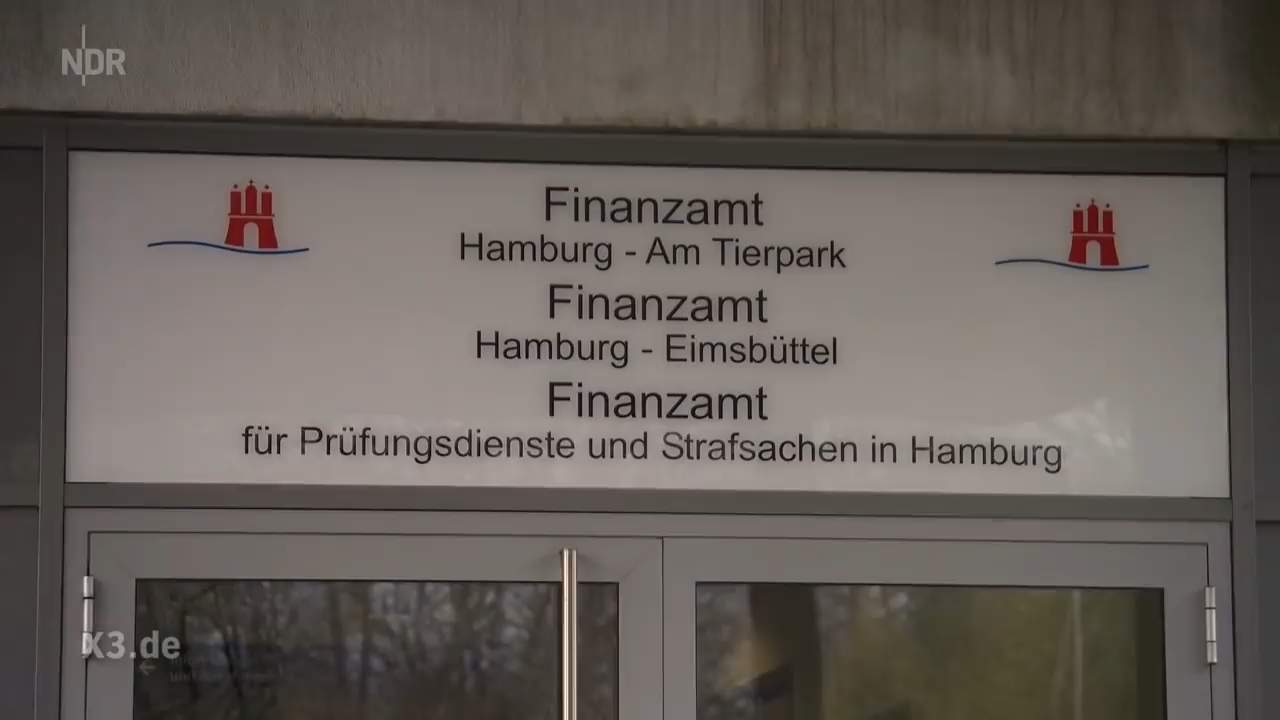 NDR
Finanzamt
Hamburg - Am Tierpark
Finanzamt
Hamburg - Eimsbüttel
Finanzamt
für Prüfungsdienste und Strafsachen in Hamburg
X3.de